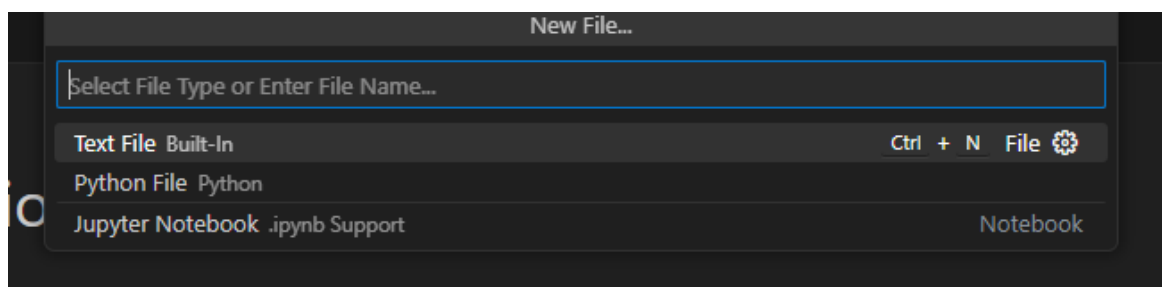 New File...
Select File Type or Enter File Name...
Text File Built-In Ctrl + N File
Python File Python
Jupyter Notebook .ipynb Support Notebook